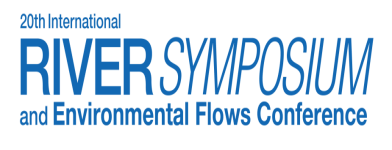 20th International
RIVER SYMPOSIUM
and Environmental Flows Conference